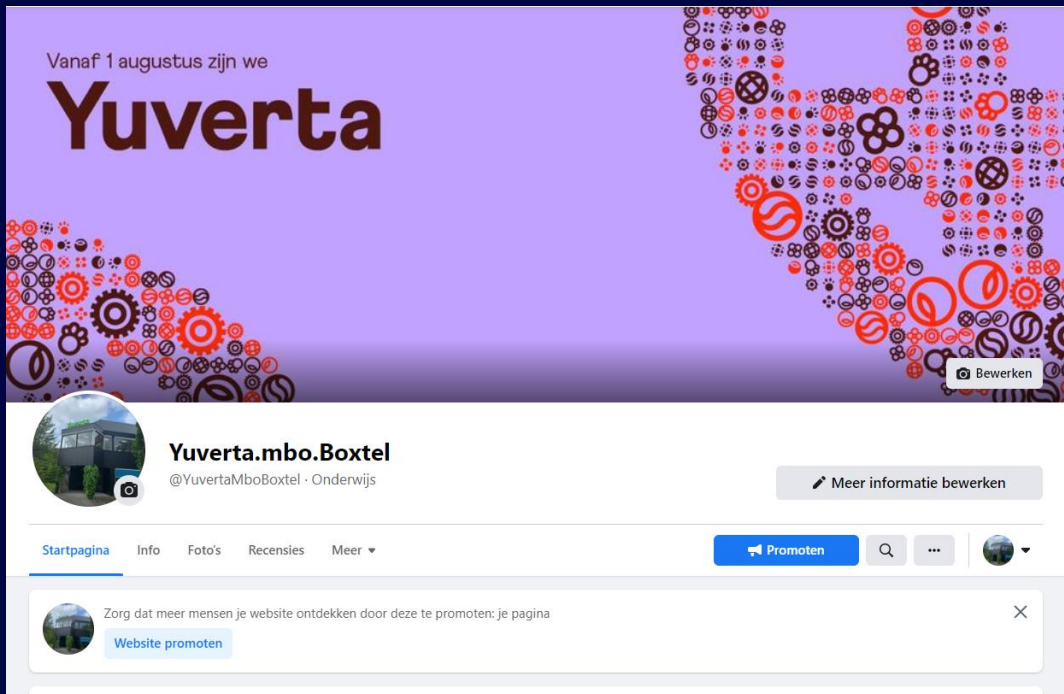 Vanaf 1 augustus zijn we
Yuverta
Bewerken
Yuverta.mbo.Boxtel
@YuvertaMboBoxtel · Onderwijs
Meer informatie bewerken
Startpagina Info Foto's Recensies Meer
Promoten
Zorg dat meer mensen je website ontdekken door deze te promoten: je pagina
Website promoten